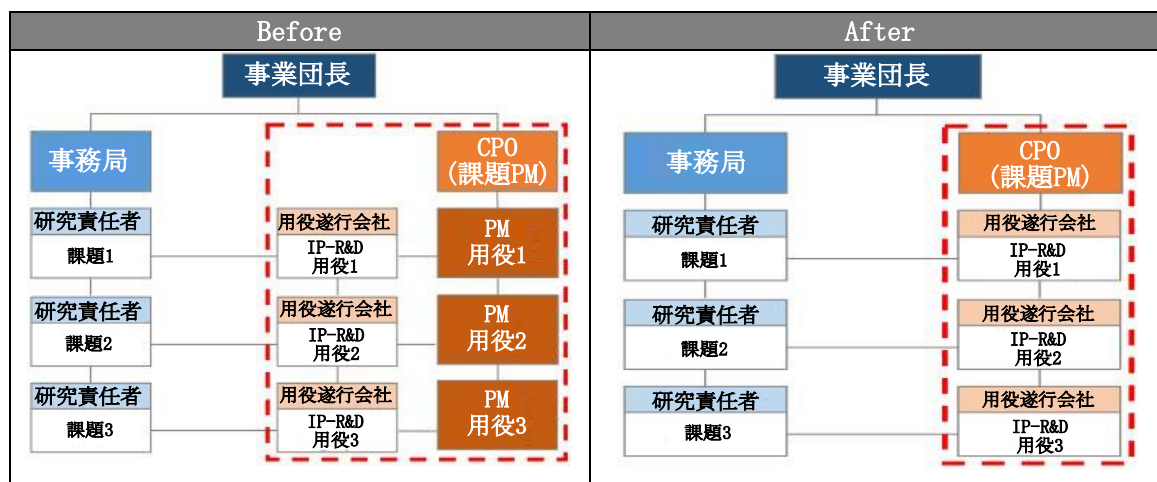 Before
事業団長
事務局
CPO
(課題PM)
研究責任者
課題1
用役遂行会社
IP-R&D
用役1
PM
用役1
研究責任者
課題2
用役遂行会社
IP-R&D
用役2
PM
用役2
研究責任者
課題3
用役遂行会社
IP-R&D
用役3
PM
用役3
After
事業団長
事務局
CPO
(課題PM)
研究責任者
課題1
用役遂行会社
IP-R&D
用役1
研究責任者
課題2
用役遂行会社
IP-R&D
用役2
研究責任者
課題3
用役遂行会社
IP-R&D
用役3